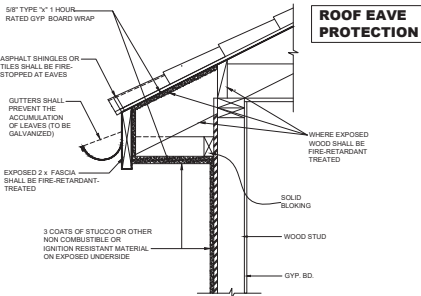 5/8" TYPE "x" 1 HOUR
RATED GYP BOARD WRAP
ROOF EAVE
PROTECTION
ASPHALT SHINGLES OR
TILES SHALL BE FIRE-
STOPPED AT EAVES
GUTTERS SHALL
PREVENT THE
ACCUMULATION
OF LEAVES (TO BE
GALVANIZED)
WHERE EXPOSED
WOOD SHALL BE
FIRE-RETARDANT
TREATED
EXPOSED 2 x FASCIA
SHALL BE FIRE-RETARDANT-
TREATED
SOLID
BLOKING
3 COATS OF STUCCO OR OTHER
NON COMBUSTIBLE OR
IGNITION RESISTANT MATERIAL
ON EXPOSED UNDERSIDE
WOOD STUD
GYP. BD.